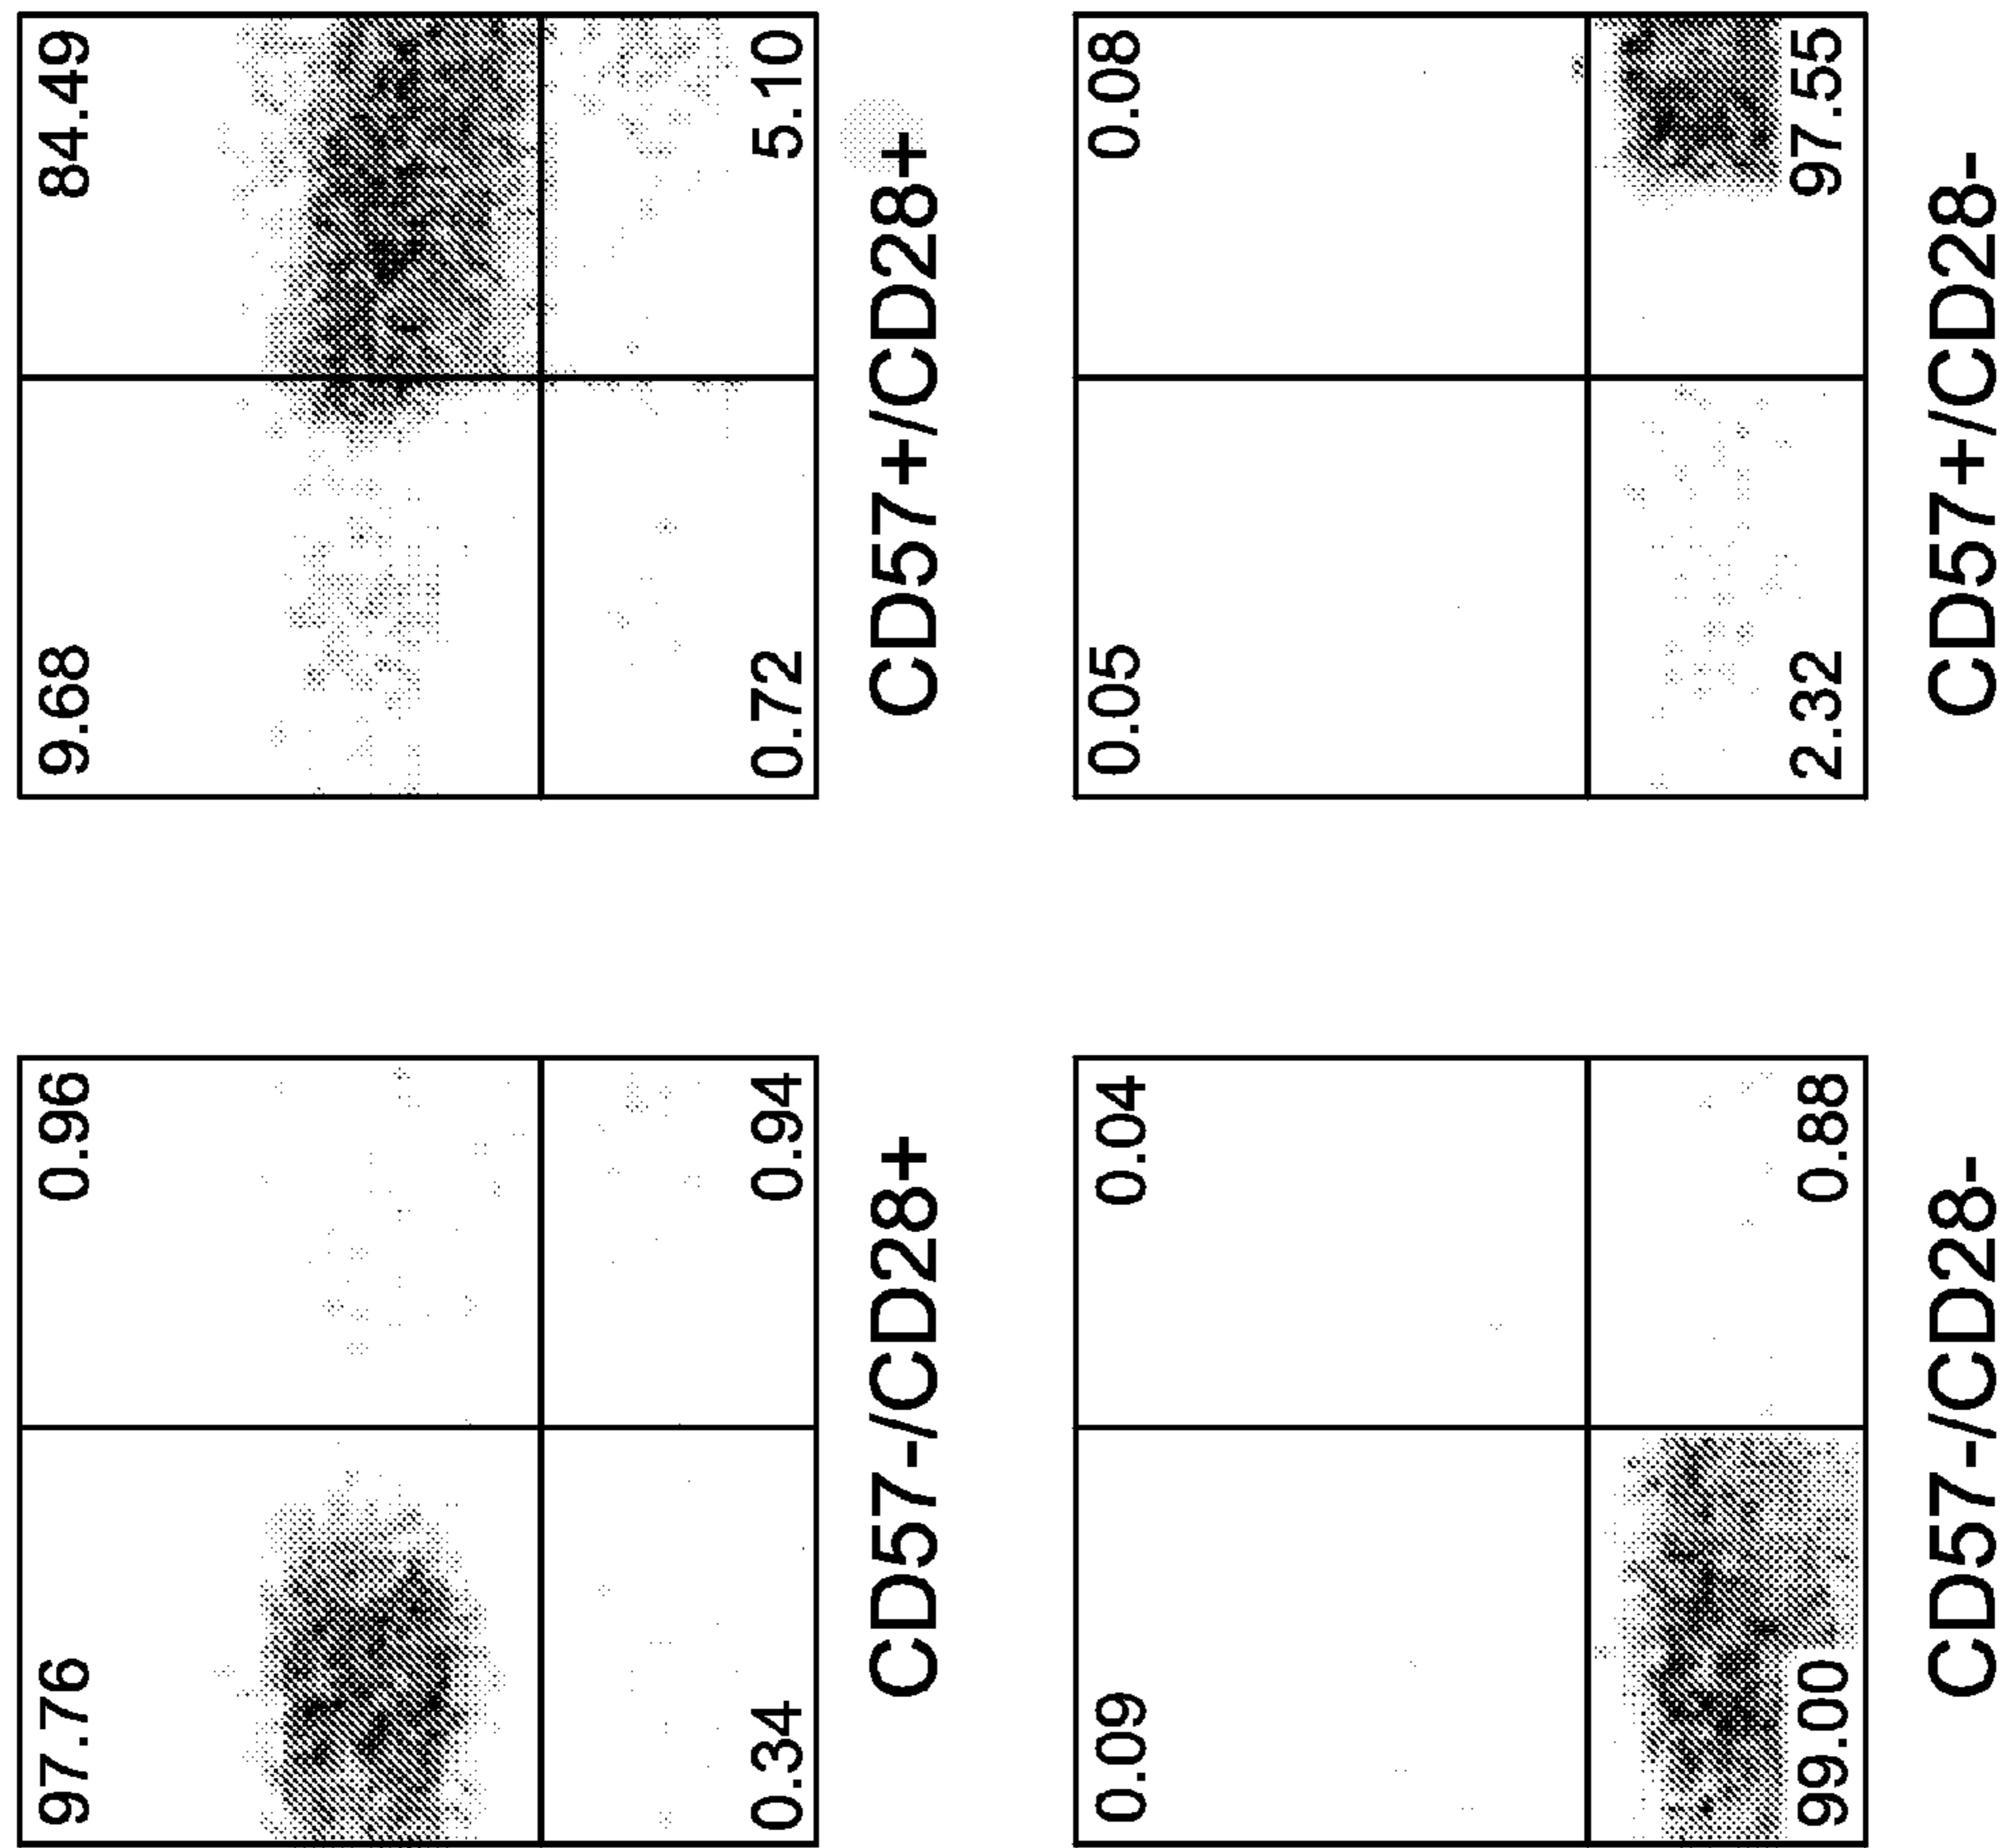 97.76 0.96 9.68 84.49
0.34 0.94 0.72 5.10
CD57-/CD28+ CD57+/CD28+
0.09 0.04 0.05 0.08
99.00 0.88 2.32 97.55
CD57-/CD28- CD57+/CD28-